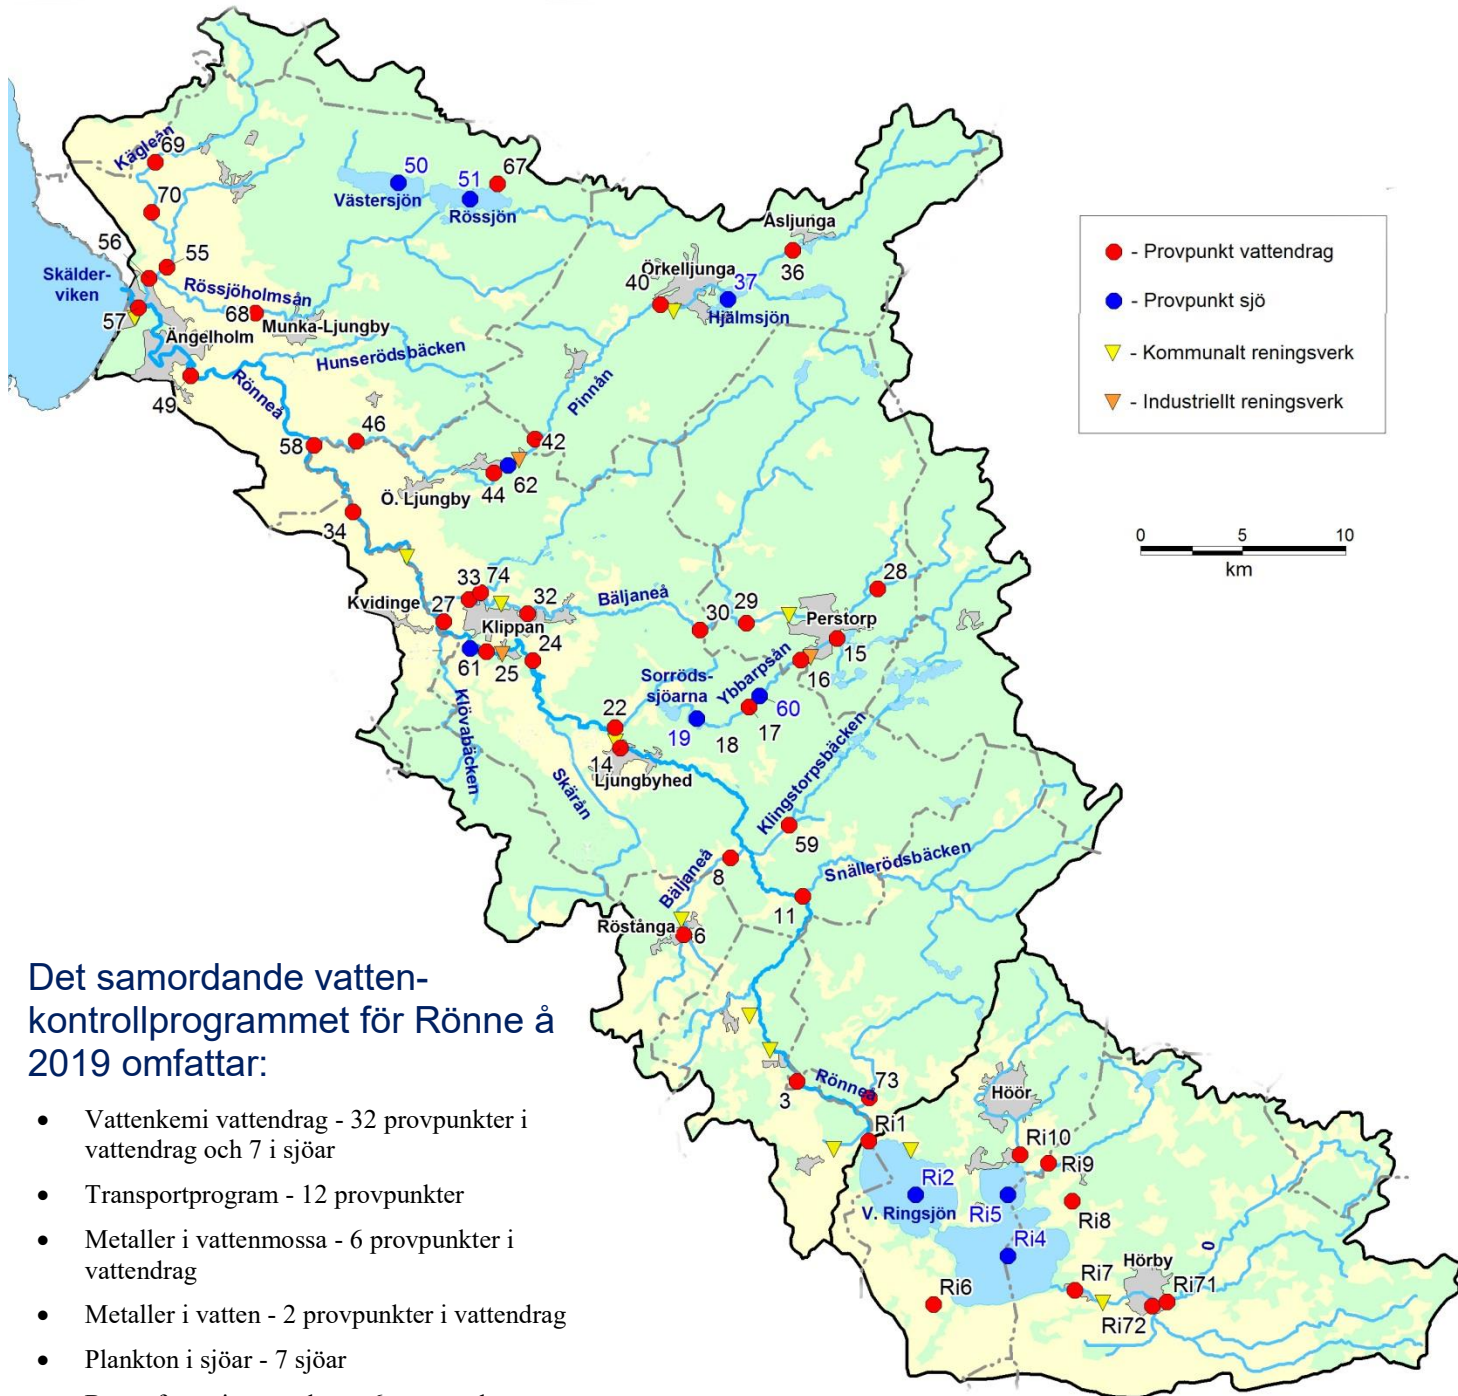 Kägleån
69
70
56
55
Skälder-
viken
57
Rössjöholmsån
68
Munka-Ljungby
Ängelholm
Hunserödsbäcken
49
Rönneå
50
Västersjön
51
Rössjön
67
Åsljunga
36
Örkelljunga
40
37
Hjälmsjön
Pinnån
58
46
42
44
62
Ö. Ljungby
34
- Provpunkt vattendrag
- Provpunkt sjö
- Kommunalt reningsverk
- Industriellt reningsverk
0 5 10
km
33
74
32
Bäljaneå
Kvidinge
27
Klippan
61
25
24
30
29
28
Perstorp
15
16
Ybbarpsån
Sorröds-
sjöarna
60
17
18
19
22
14
Ljungbyhed
Klövabäcken
Skärån
Klingstorpsbäcken
59
Snällerödsbäcken
8
Bäljaneå
11
Röstånga
6
Rönneå
3
73
Ri1
Höör
Ri10
Ri9
Ri2
V. Ringsjön
Ri5
Ri8
Ri4
Ri6
Ri7
Hörby
Ri71
Ri72
0
Det samordande vatten-
kontrollprogrammet för Rönne å
2019 omfattar:
• Vattenkemi vattendrag - 32 provpunkter i
vattendrag och 7 i sjöar
• Transportprogram - 12 provpunkter
• Metaller i vattenmossa - 6 provpunkter i
vattendrag
• Metaller i vatten - 2 provpunkter i vattendrag
• Plankton i sjöar - 7 sjöar